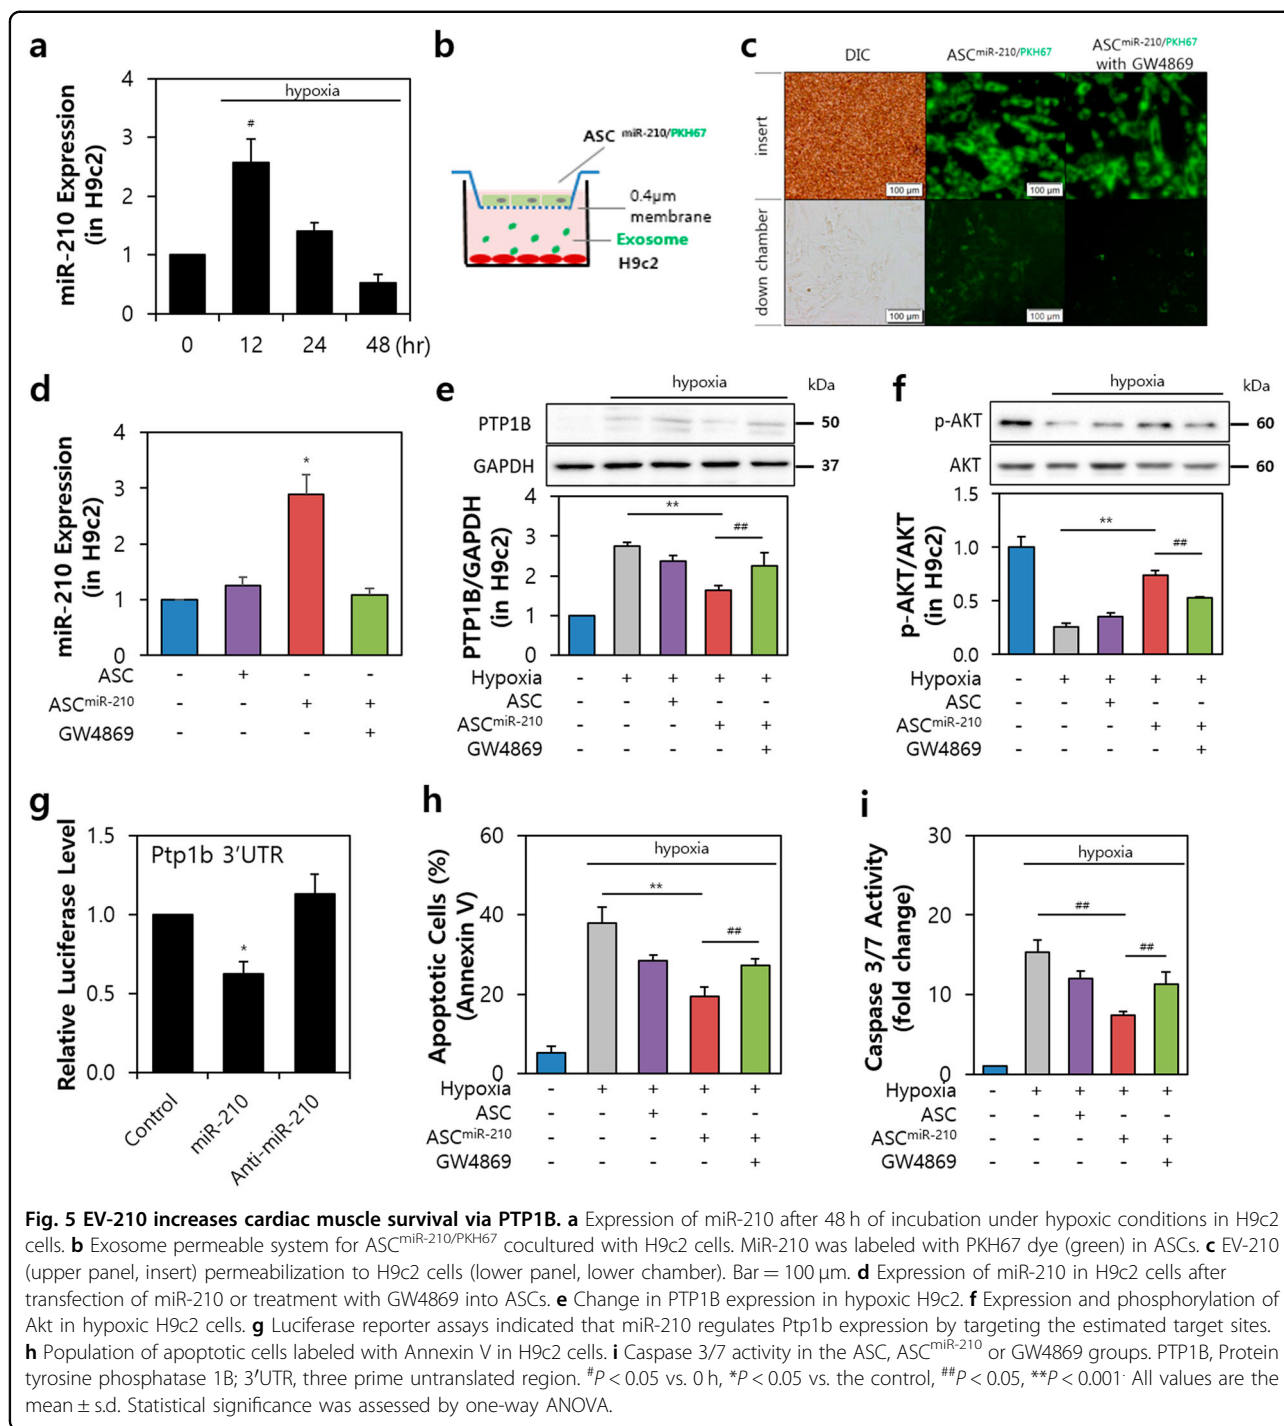 a
4
3
2
1
0
miR-210 Expression
(in H9c2)
hypoxia
#
0 12 24 48 (hr)
b
ASC miR-210/PKH67
0.4μm
membrane
Exosome
H9c2
c
DIC
ASCmiR-210/PKH67
ASCmiR-210/PKH67
with GW4869
insert
down chamber
100 μm
100 μm
100 μm
100 μm
100 μm
d
4
3
2
1
0
miR-210 Expression
(in H9c2)
*
ASC - + - -
ASCmiR-210 - - + +
GW4869 - - - +
e
hypoxia
kDa
PTP1B
50
GAPDH
37
4
3
2
1
0
PTP1B/GAPDH
(in H9c2)
**
##
Hypoxia - + + + +
ASC - - + - -
ASCmiR-210 - - - + +
GW4869 - - - - +
f
hypoxia
kDa
p-AKT
60
AKT
60
1.5
1.0
0.5
0.0
p-AKT/AKT
(in H9c2)
**
##
Hypoxia - + + + +
ASC - - + - -
ASCmiR-210 - - - + +
GW4869 - - - - +
g
1.5
1.0
0.5
0.0
Relative Luciferase Level
Ptp1b 3'UTR
*
Control
miR-210
Anti-miR-210
h
60
40
20
0
Apoptotic Cells (%)
(Annexin V)
hypoxia
**
##
Hypoxia - + + + +
ASC - - + - -
ASCmiR-210 - - - + +
GW4869 - - - - +
i
30
20
10
0
Caspase 3/7 Activity
(fold change)
hypoxia
##
##
Hypoxia - + + + +
ASC - - + - -
ASCmiR-210 - - - + +
GW4869 - - - - +
Fig. 5 EV-210 increases cardiac muscle survival via PTP1B. a Expression of miR-210 after 48 h of incubation under hypoxic conditions in H9c2
cells. b Exosome permeable system for ASCmiR-210/PKH67 cocultured with H9c2 cells. MiR-210 was labeled with PKH67 dye (green) in ASCs. c EV-210
(upper panel, insert) permeabilization to H9c2 cells (lower panel, lower chamber). Bar = 100 μm. d Expression of miR-210 in H9c2 cells after
transfection of miR-210 or treatment with GW4869 into ASCs. e Change in PTP1B expression in hypoxic H9c2. f Expression and phosphorylation of
Akt in hypoxic H9c2 cells. g Luciferase reporter assays indicated that miR-210 regulates Ptp1b expression by targeting the estimated target sites.
h Population of apoptotic cells labeled with Annexin V in H9c2 cells. i Caspase 3/7 activity in the ASC, ASCmiR-210 or GW4869 groups. PTP1B, Protein
tyrosine phosphatase 1B; 3′UTR, three prime untranslated region. #P < 0.05 vs. 0 h, *P < 0.05 vs. the control, ##P < 0.05, **P < 0.001. All values are the
mean ± s.d. Statistical significance was assessed by one-way ANOVA.